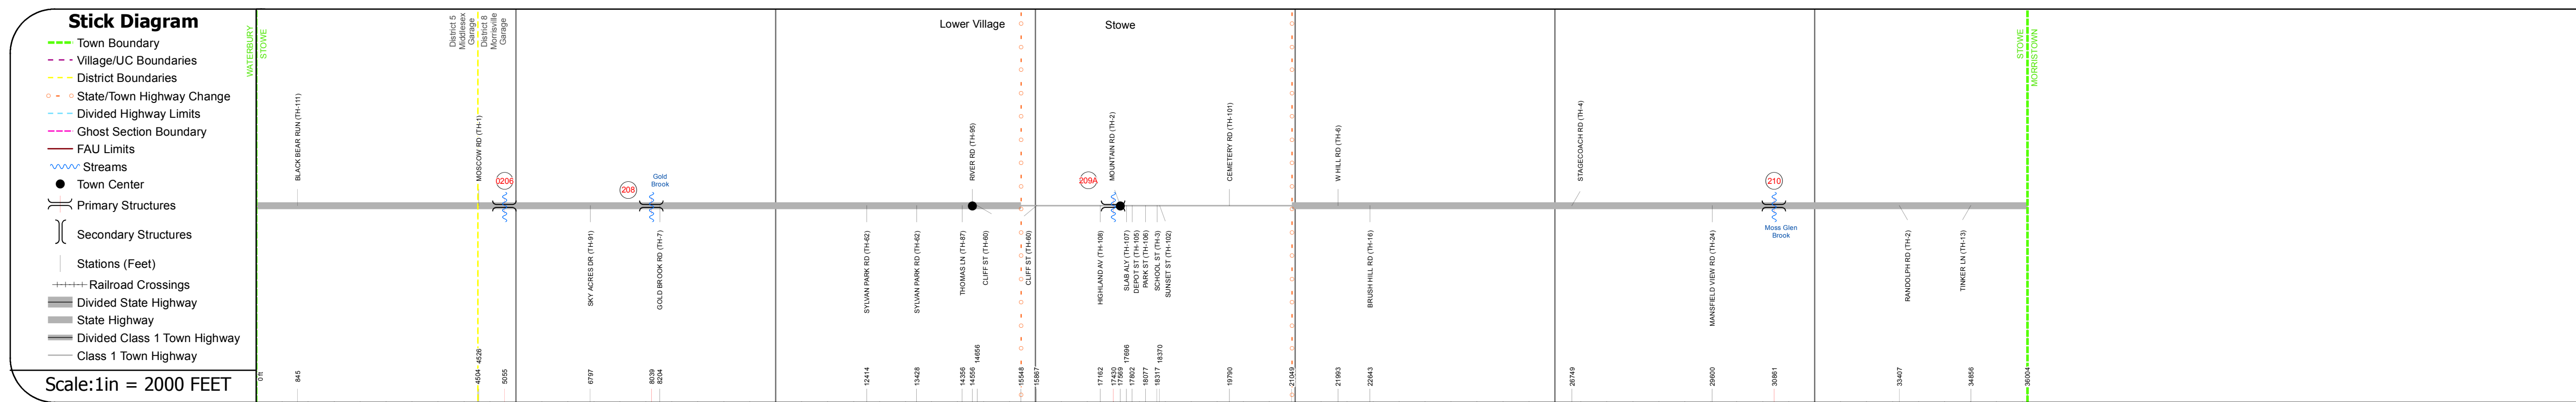 Stick Diagram
Town Boundary
Village/UC Boundaries
District Boundaries
State/Town Highway Change
Divided Highway Limits
Ghost Section Boundary
FAU Limits
Streams
Town Center
Primary Structures
Secondary Structures
Stations (Feet)
Railroad Crossings
Divided State Highway
State Highway
Divided Class 1 Town Highway
Class 1 Town Highway
Scale:1in = 2000 FEET
WATERBURY
STOWE
District 5
Middlesex
Garage
District 8
Morrisville
Garage
Lower Village
Stowe
STOWE
MORRISTOWN
BLACK BEAR RUN (TH-111)
MOSCOW RD (TH-1)
RIVER RD (TH-95)
MOUNTAIN RD (TH-2)
CEMETERY RD (TH-101)
W HILL RD (TH-6)
STAGECOACH RD (TH-4)
0206
208
Gold
Brook
209A
210
Moss Glen
Brook
SKY ACRES DR (TH-91)
GOLD BROOK RD (TH-7)
SYLVAN PARK RD (TH-62)
SYLVAN PARK RD (TH-62)
THOMAS LN (TH-87)
CLIFF ST (TH-60)
CLIFF ST (TH-60)
HIGHLAND AV (TH-108)
SLAB ALY (TH-107)
DEPOT ST (TH-105)
PARK ST (TH-106)
SCHOOL ST (TH-3)
SUNSET ST (TH-102)
BRUSH HILL RD (TH-16)
MANSFIELD VIEW RD (TH-24)
RANDOLPH RD (TH-2)
TINKER LN (TH-13)
0 ft
845
4504
4526
5055
6797
8039
8204
12414
13428
14356
14556
14656
15548
15867
17162
17430
17569
17696
17802
18077
18317
18370
19790
21049
21993
22643
26749
29600
30861
33407
34856
36004